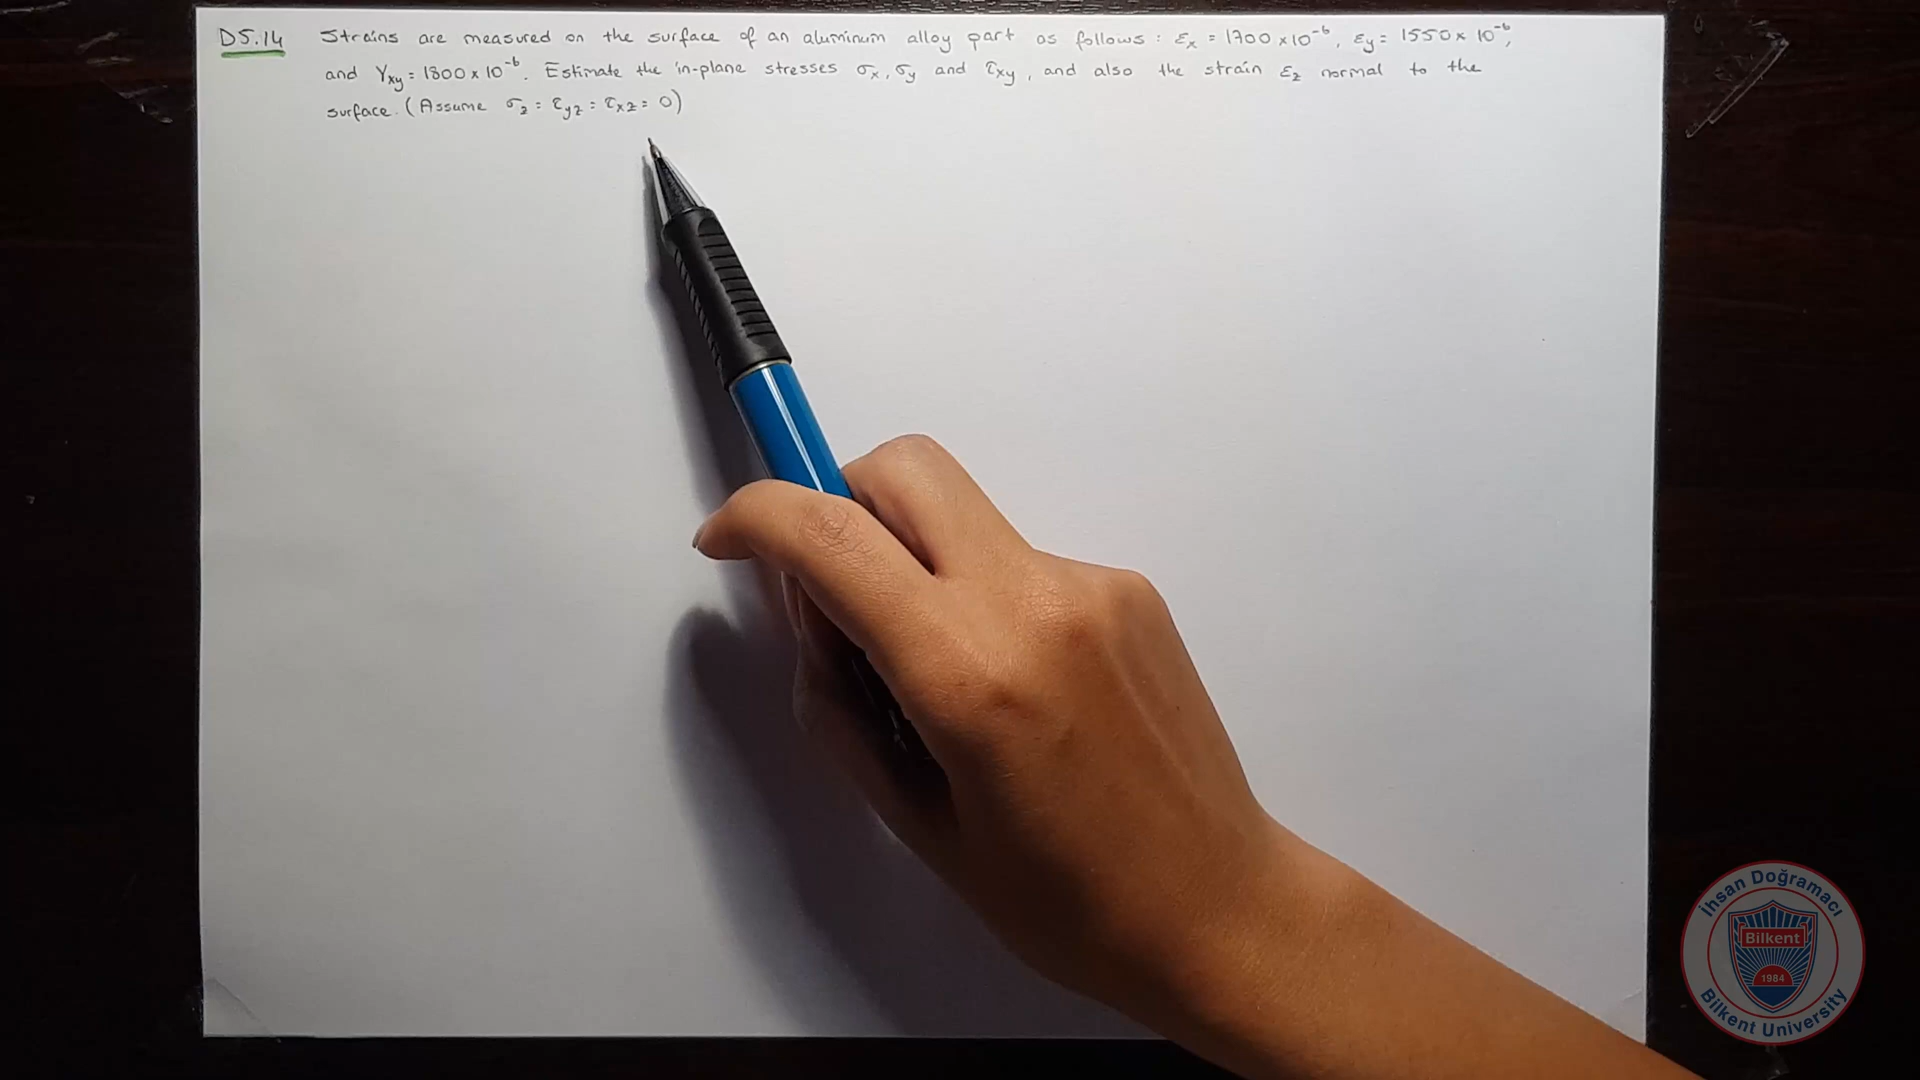 D5.14 Strains are measured on the surface of an aluminum alloy part as follows : εx = 1700 x 10⁻⁶, εy = 1550 x 10⁻⁶,
and γxy = 1800 x 10⁻⁶. Estimate the in-plane stresses σx, σy and τxy, and also the strain εz normal to the
surface. (Assume σz = τyz = τxz = 0)
İhsan Doğramacı
Bilkent
1984
Bilkent University